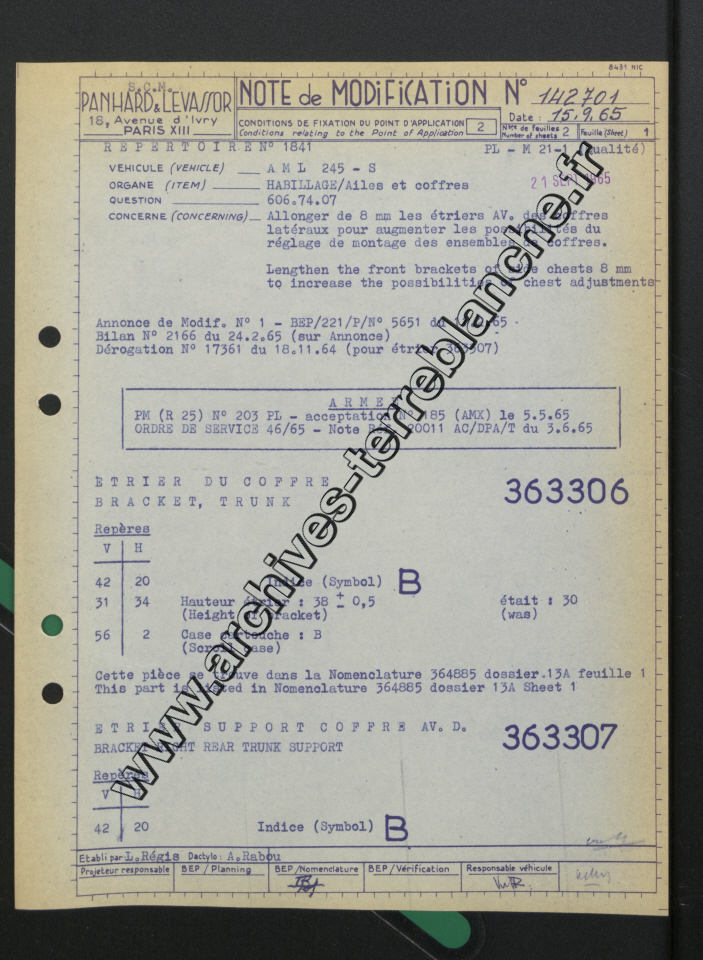 8431 NIC
S.C.M.
PANHARD & LEVASSOR
18, Avenue d'Ivry
PARIS XIII
NOTE de MODIFICATION N° 142701
CONDITIONS DE FIXATION DU POINT D'APPLICATION 2
Conditions relating to the Point of Application
Date : 15.9.65
Nbre de feuilles 2
Number of sheets
Feuille (Sheet) 1
REPERTOIRE N° 1841 PL - M 21-1 (qualité)
VEHICULE (VEHICLE) AML 245 - S
ORGANE (ITEM) HABILLAGE/Ailes et coffres
21 SEPT 1965
QUESTION 606.74.07
CONCERNE (CONCERNING) Allonger de 8 mm les étriers AV. des coffres
latéraux pour augmenter les possibilités du
réglage de montage des ensembles de coffres.
Lengthen the front brackets of side chests 8 mm
to increase the possibilities of chest adjustments
Annonce de Modif. N° 1 - BEP/221/P/N° 5651 du 65
Bilan N° 2166 du 24.2.65 (sur Annonce)
Dérogation N° 17361 du 18.11.64 (pour étrier 363307)
ARMEE
PM (R 25) N° 203 PL - acceptation N° 185 (AMX) le 5.5.65
ORDRE DE SERVICE 46/65 - Note 20011 AC/DPA/T du 3.6.65
ETRIER DU COFFRE
BRACKET, TRUNK
363306
Repères
V H
42 20 Indice (Symbol) B
31 34 Hauteur étrier : 38 ± 0,5 était : 30
(Height of bracket) (was)
56 2 Case cartouche : B
(Scroll case)
Cette pièce se trouve dans la Nomenclature 364885 dossier 13A feuille 1
This part is listed in Nomenclature 364885 dossier 13A Sheet 1
ETRIER SUPPORT COFFRE AV. D.
BRACKET RIGHT REAR TRUNK SUPPORT
363307
Repères
V H
42 20 Indice (Symbol) B
Etabli par L. Régis Dactylo : A. Rabou
Projeteur responsable
BEP / Planning
BEP / Nomenclature
BEP / Vérification
Responsable véhicule
www.archives-terreblanche.fr